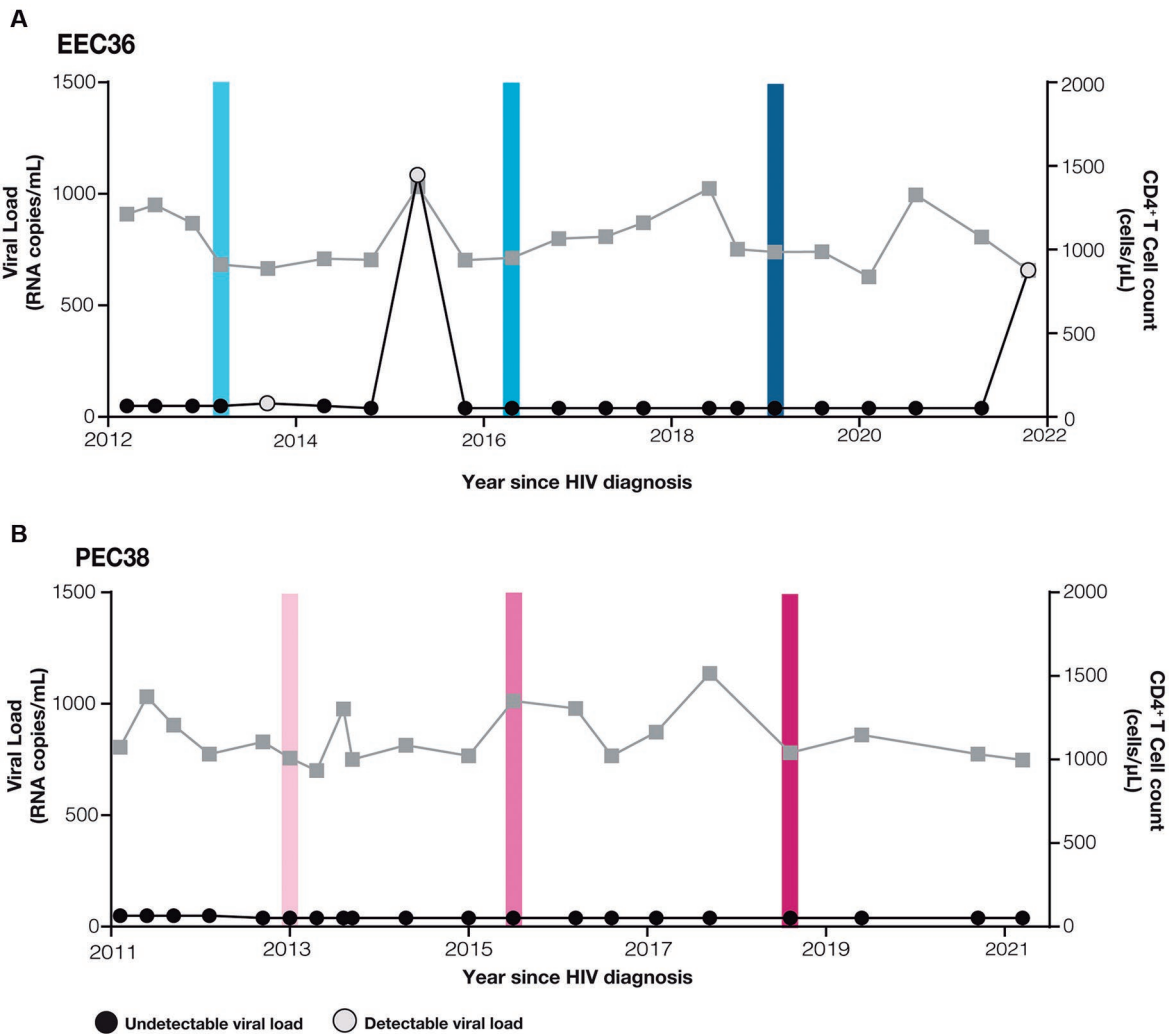 A
EEC36
1500
1000
500
0
Viral Load
(RNA copies/mL)
2000
1500
1000
500
0
CD4⁺ T Cell count
(cells/µL)
2012 2014 2016 2018 2020 2022
Year since HIV diagnosis
B
PEC38
1500
1000
500
0
Viral Load
(RNA copies/mL)
2000
1500
1000
500
0
CD4⁺ T Cell count
(cells/µL)
2011 2013 2015 2017 2019 2021
Year since HIV diagnosis
Undetectable viral load Detectable viral load